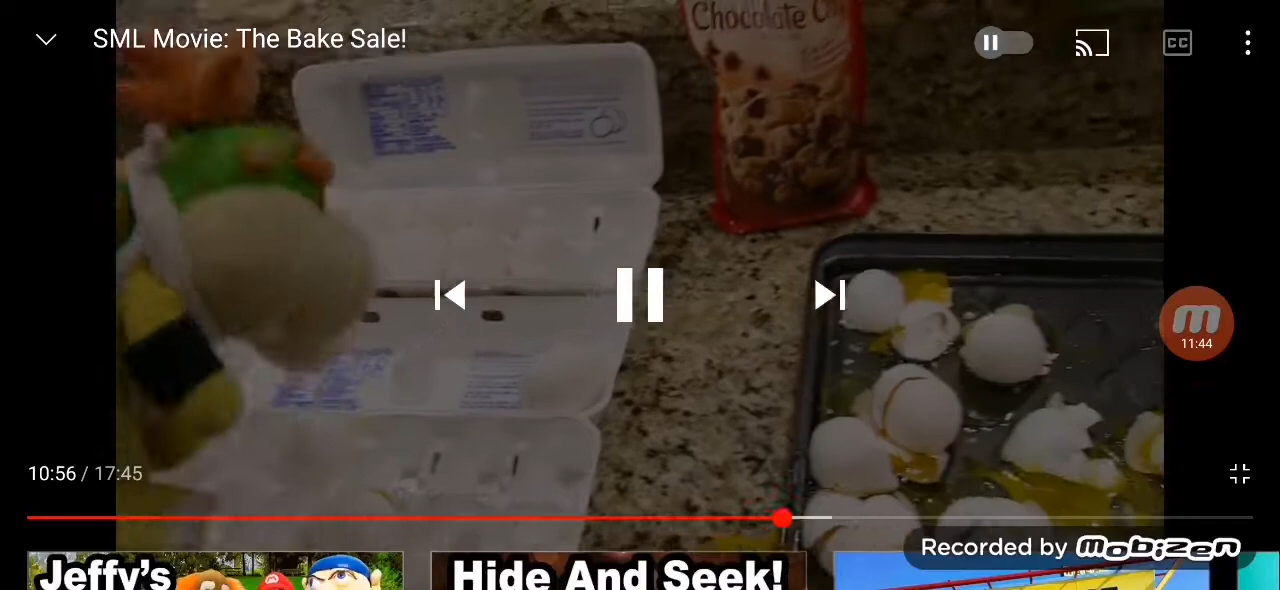 SML Movie: The Bake Sale!
Chocolate
CC
11:44
10:56 / 17:45
Recorded by mobizen
Jeffy's
Hide And Seek!